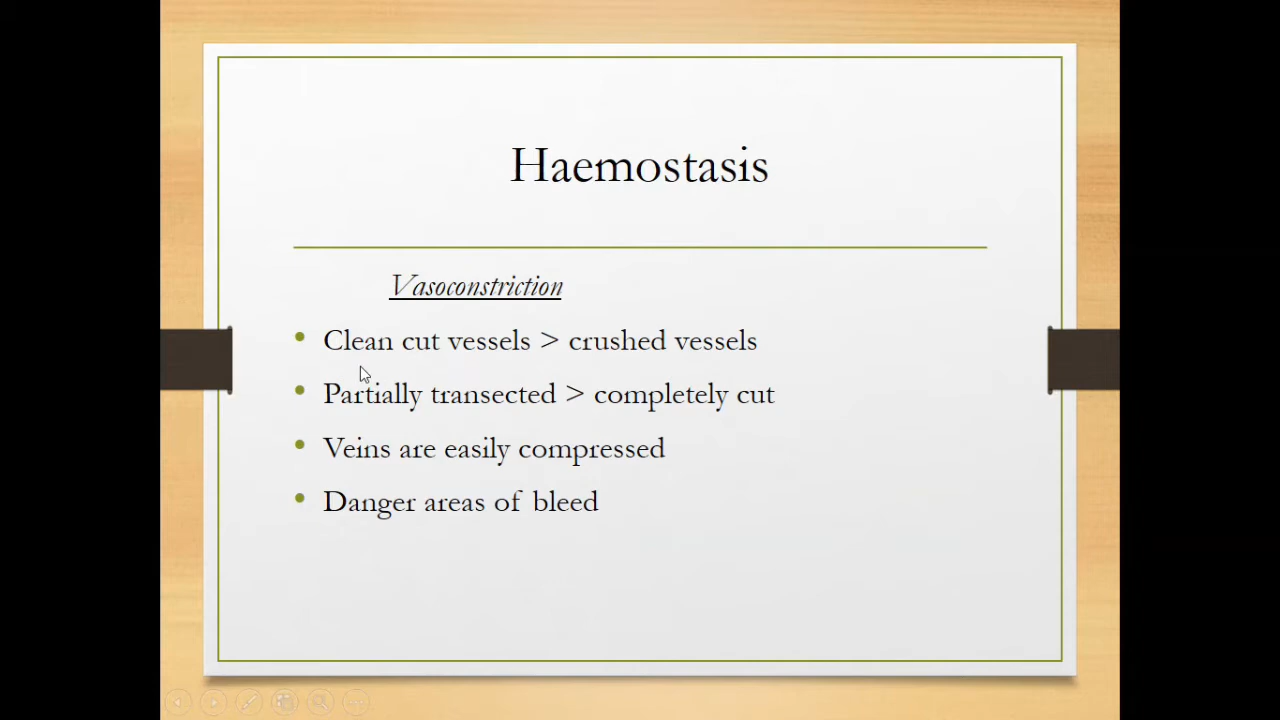 Haemostasis
Vasoconstriction
• Clean cut vessels > crushed vessels
• Partially transected > completely cut
• Veins are easily compressed
• Danger areas of bleed